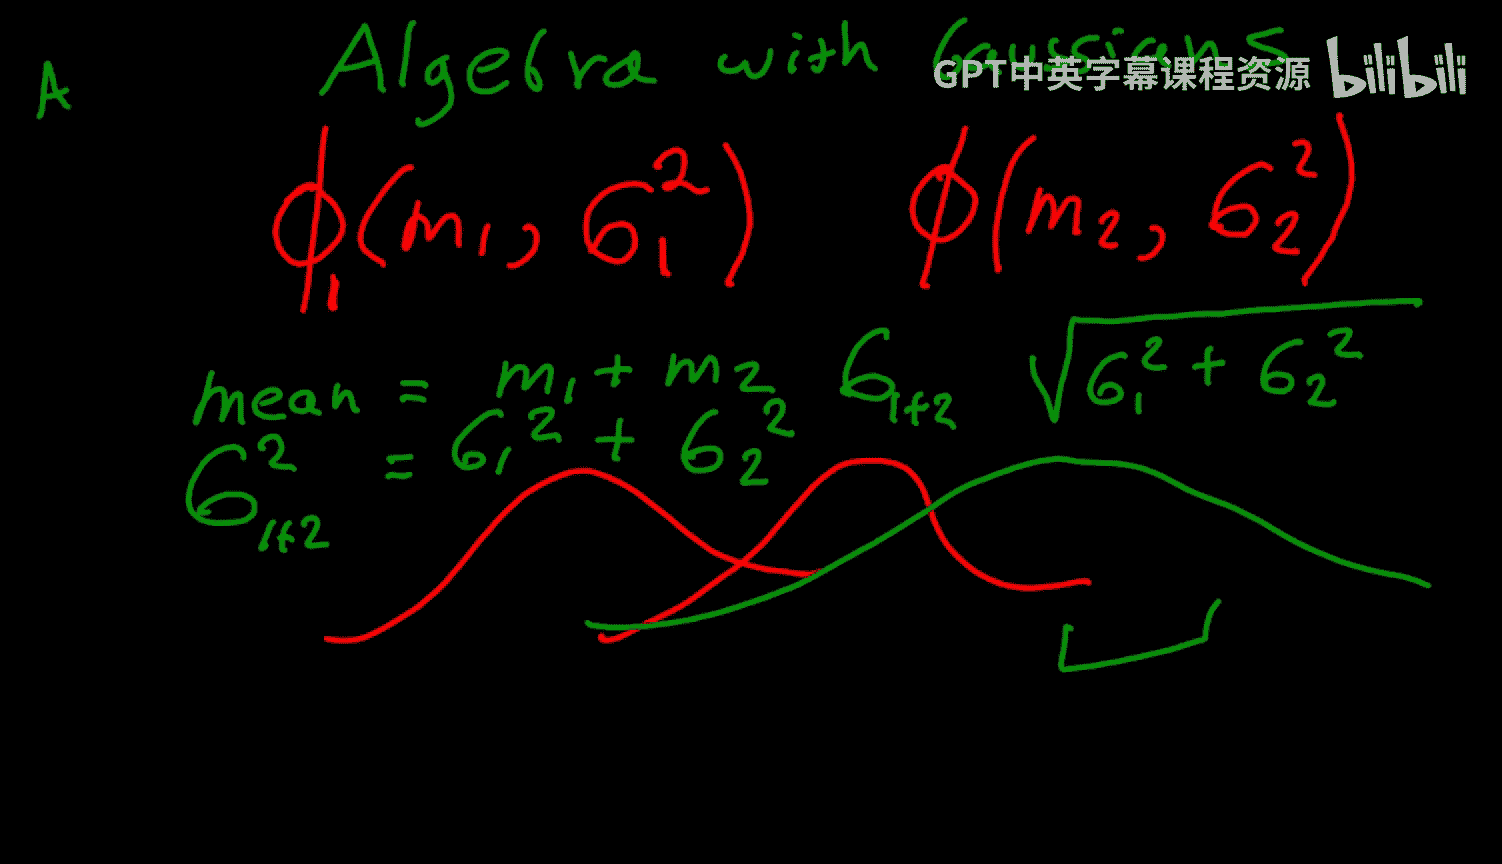 A
Algebra with Gaussians
GPT中英字幕课程资源 bilibili
ϕ₁(m₁, σ₁²) ϕ(m₂, σ₂²)
mean = m₁ + m₂ σ₁₊₂ √(σ₁² + σ₂²)
σ²₁₊₂ = σ₁² + σ₂²